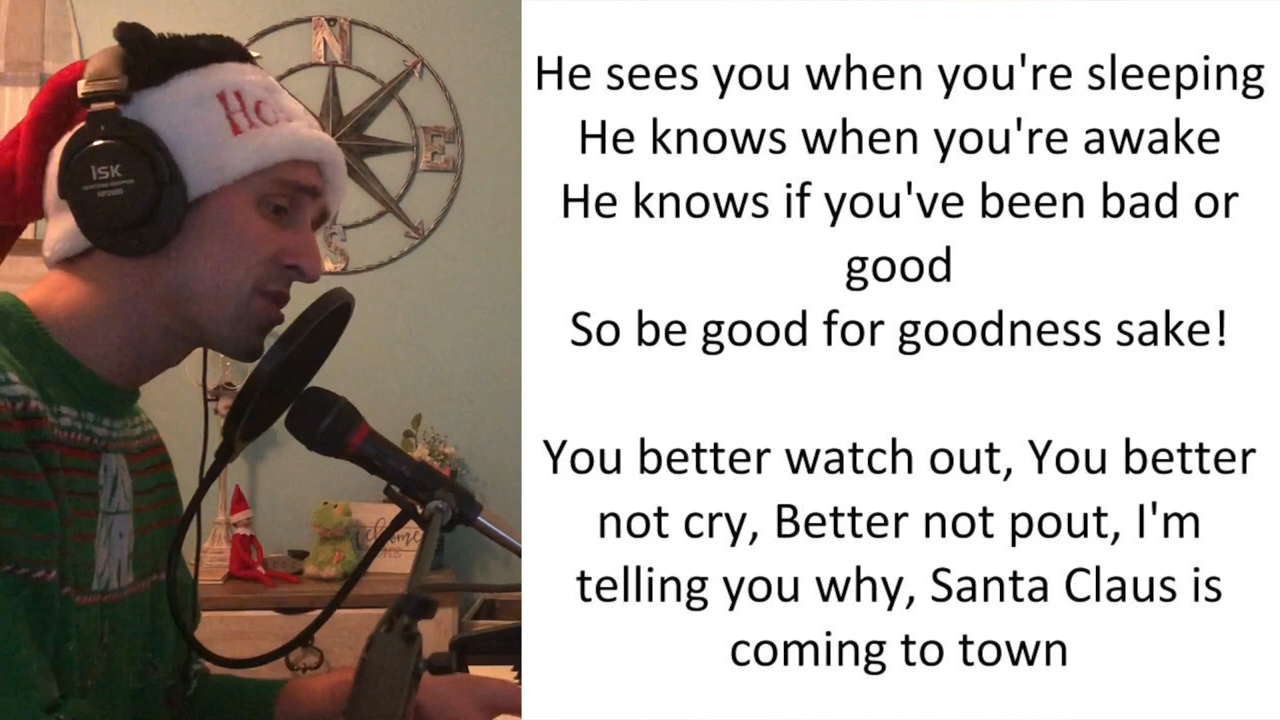 N
Ho
E
iSK
S
He sees you when you're sleeping
He knows when you're awake
He knows if you've been bad or
good
So be good for goodness sake!
You better watch out, You better
not cry, Better not pout, I'm
telling you why, Santa Claus is
coming to town